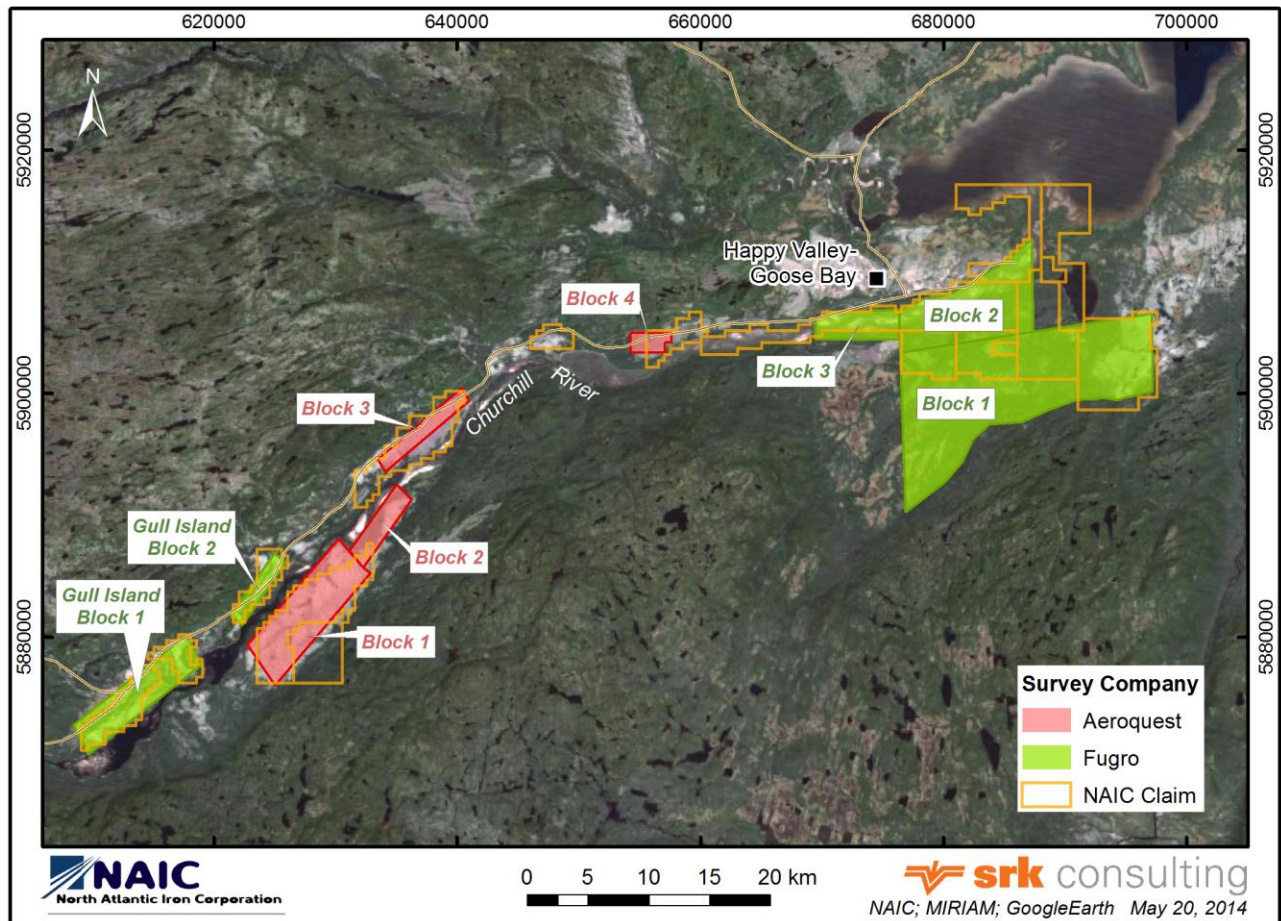 620000
640000
660000
680000
700000
N
5920000
5920000
Happy Valley-
Goose Bay
Block 4
Block 2
Block 3
Block 1
5900000
5900000
Churchill
River
Block 3
Block 2
Gull Island
Block 2
Gull Island
Block 1
Block 1
5880000
5880000
Survey Company
Aeroquest
Fugro
NAIC Claim
NAIC
North Atlantic Iron Corporation
0 5 10 15 20 km
srk consulting
NAIC; MIRIAM; GoogleEarth May 20, 2014